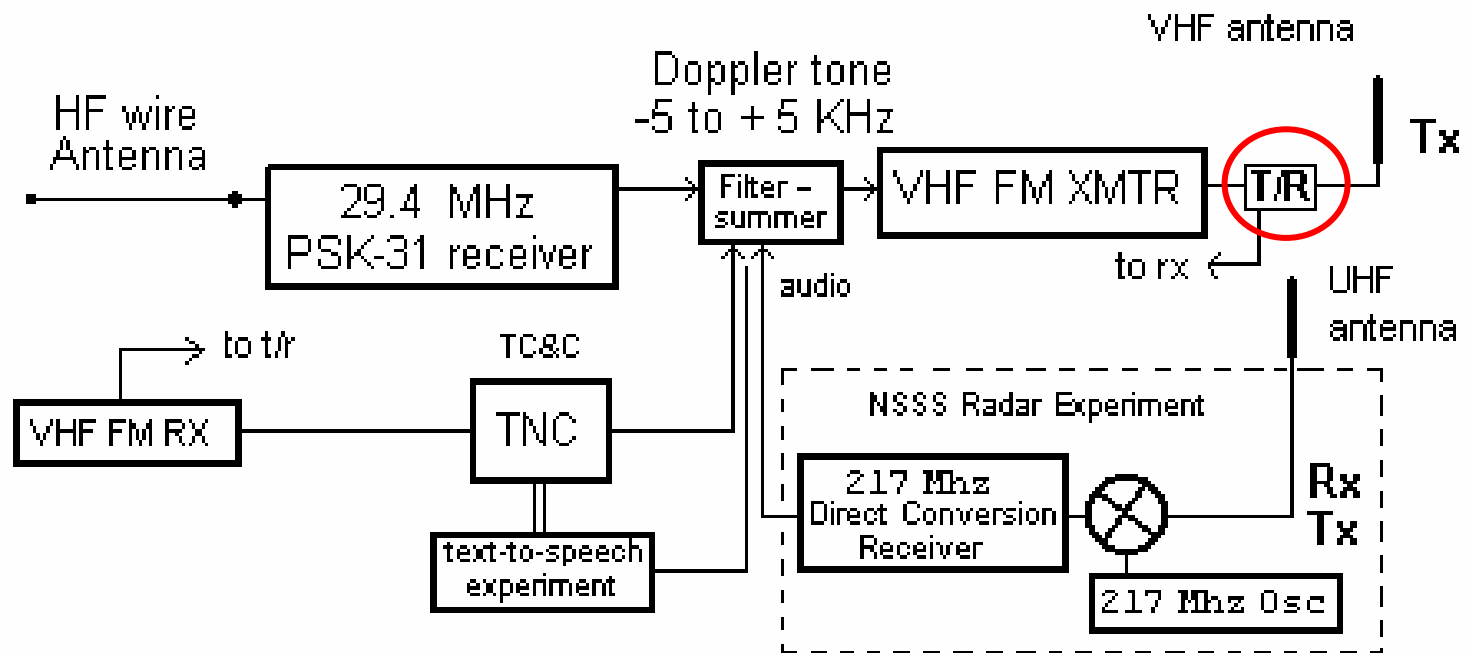 VHF antenna
Doppler tone
-5 to + 5 KHz
HF wire
Antenna
Tx
29.4 MHz
PSK-31 receiver
Filter -
summer
VHF FM XMTR
T/R
to rx
audio
UHF
antenna
to t/r
TC&C
NSSS Radar Experiment
VHF FM RX
TNC
217 Mhz
Direct Conversion
Receiver
Rx
Tx
text-to-speech
experiment
217 Mhz Osc